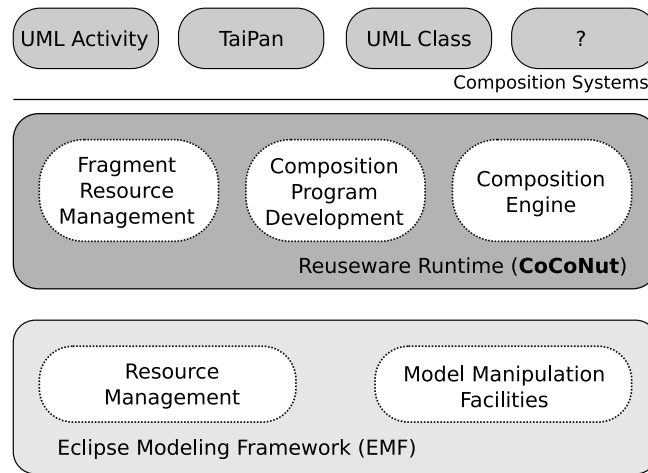 UML Activity
TaiPan
UML Class
?
Composition Systems
Fragment
Resource
Management
Composition
Program
Development
Composition
Engine
Reuseware Runtime (CoCoNut)
Resource
Management
Model Manipulation
Facilities
Eclipse Modeling Framework (EMF)